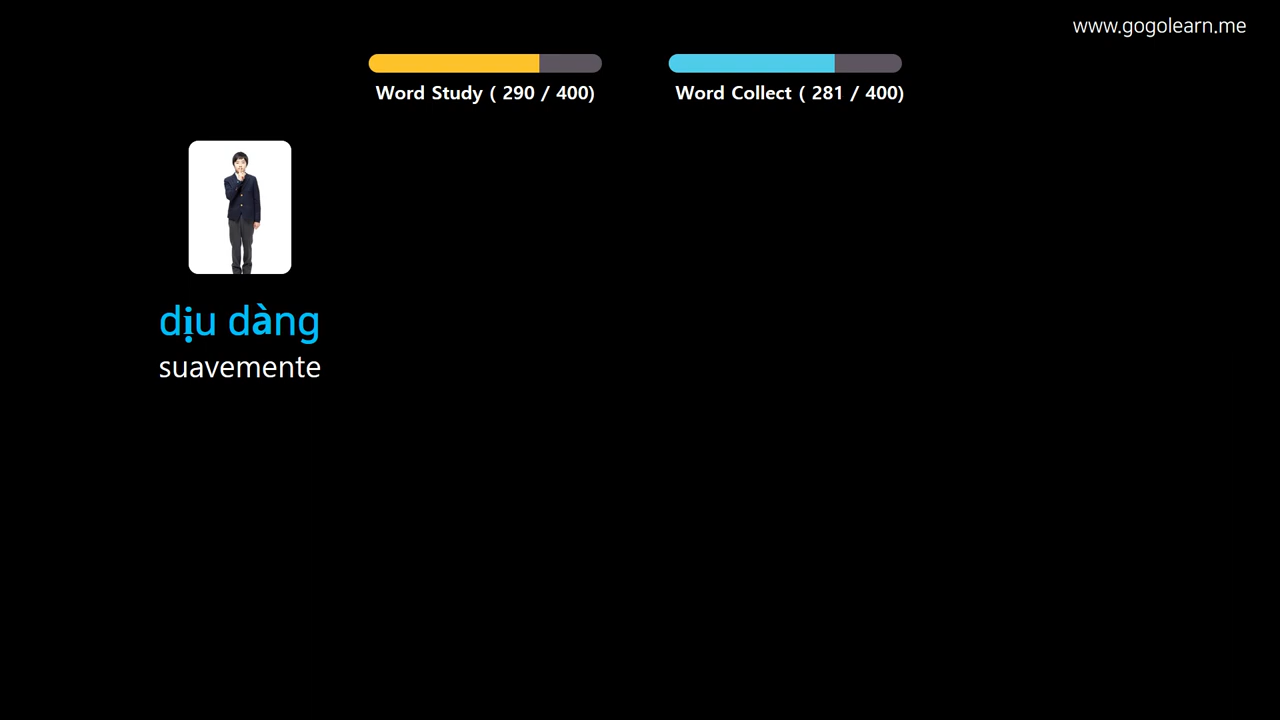 www.gogolearn.me
Word Study ( 290 / 400)
Word Collect ( 281 / 400)
dịu dàng
suavemente